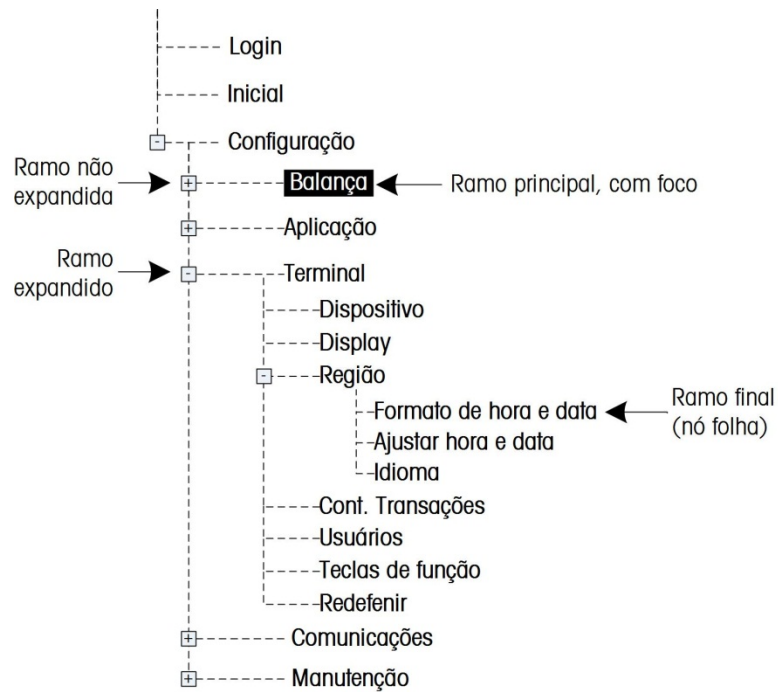 Login
Inicial
Configuração
Ramo não
expandida
Balança
Ramo principal, com foco
Aplicação
Ramo
expandido
Terminal
Dispositivo
Display
Região
Formato de hora e data
Ramo final
(nó folha)
Ajustar hora e data
Idioma
Cont. Transações
Usuários
Teclas de função
Redefenir
Comunicações
Manutenção